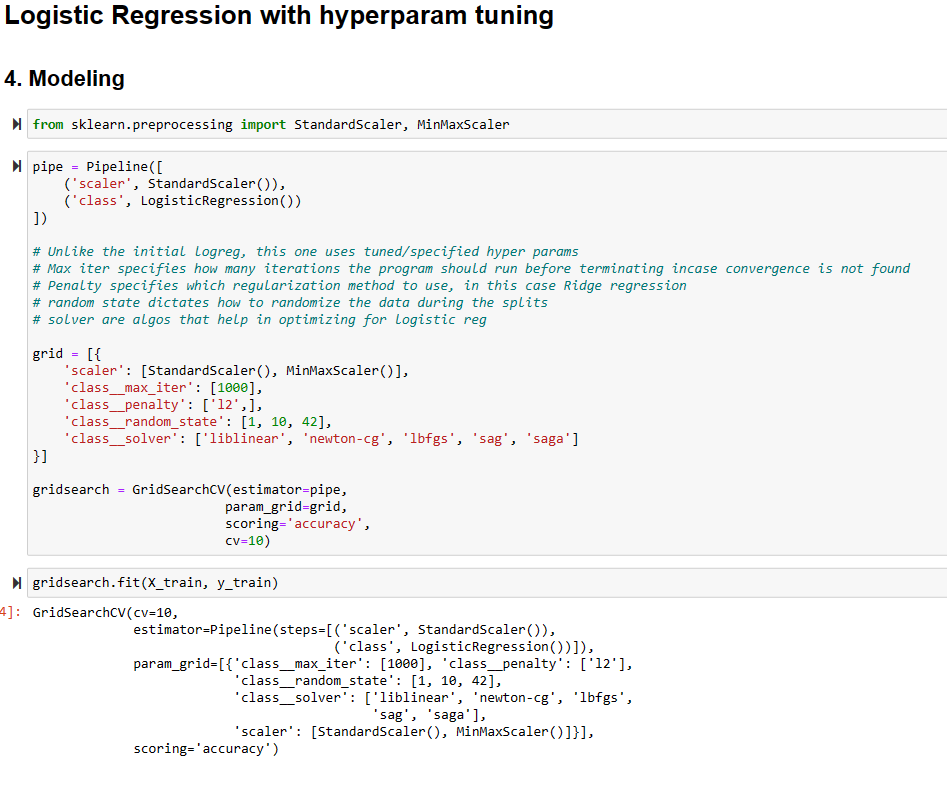 Logistic Regression with hyperparam tuning
4. Modeling
from sklearn.preprocessing import StandardScaler, MinMaxScaler
pipe = Pipeline([
    ('scaler', StandardScaler()),
    ('class', LogisticRegression())
])
# Unlike the initial logreg, this one uses tuned/specified hyper params
# Max iter specifies how many iterations the program should run before terminating incase convergence is not found
# Penalty specifies which regularization method to use, in this case Ridge regression
# random state dictates how to randomize the data during the splits
# solver are algos that help in optimizing for logistic reg
grid = [{
    'scaler': [StandardScaler(), MinMaxScaler()],
    'class__max_iter': [1000],
    'class__penalty': ['l2',],
    'class__random_state': [1, 10, 42],
    'class__solver': ['liblinear', 'newton-cg', 'lbfgs', 'sag', 'saga']
}]
gridsearch = GridSearchCV(estimator=pipe,
                         param_grid=grid,
                         scoring='accuracy',
                         cv=10)
gridsearch.fit(X_train, y_train)
4]: GridSearchCV(cv=10,
             estimator=Pipeline(steps=[('scaler', StandardScaler()),
                                       ('class', LogisticRegression())]),
             param_grid=[{'class__max_iter': [1000], 'class__penalty': ['l2'],
                          'class__random_state': [1, 10, 42],
                          'class__solver': ['liblinear', 'newton-cg', 'lbfgs',
                                            'sag', 'saga'],
                          'scaler': [StandardScaler(), MinMaxScaler()]}],
             scoring='accuracy')